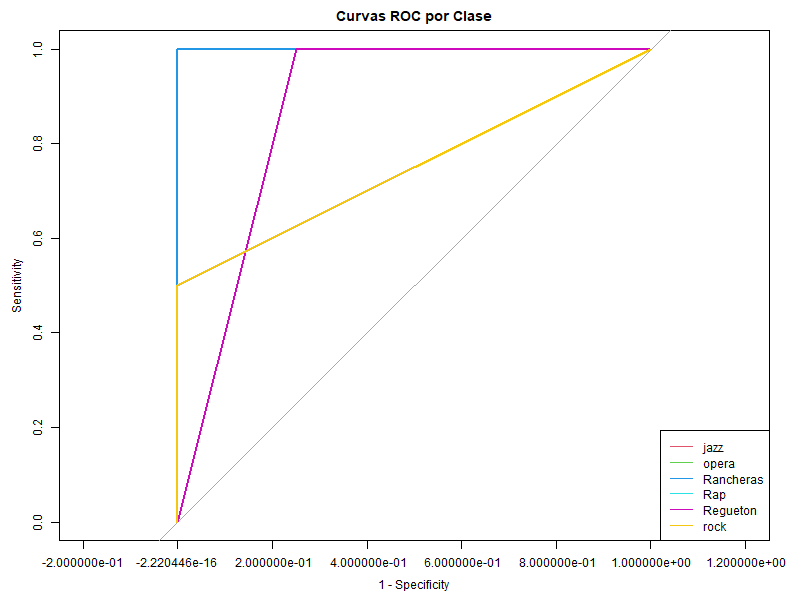 Curvas ROC por Clase
Sensitivity
1.0
0.8
0.6
0.4
0.2
0.0
jazz
opera
Rancheras
Rap
Regueton
rock
-2.000000e-01 -2.220446e-16 2.000000e-01 4.000000e-01 6.000000e-01 8.000000e-01 1.000000e+00 1.200000e+00
1 - Specificity